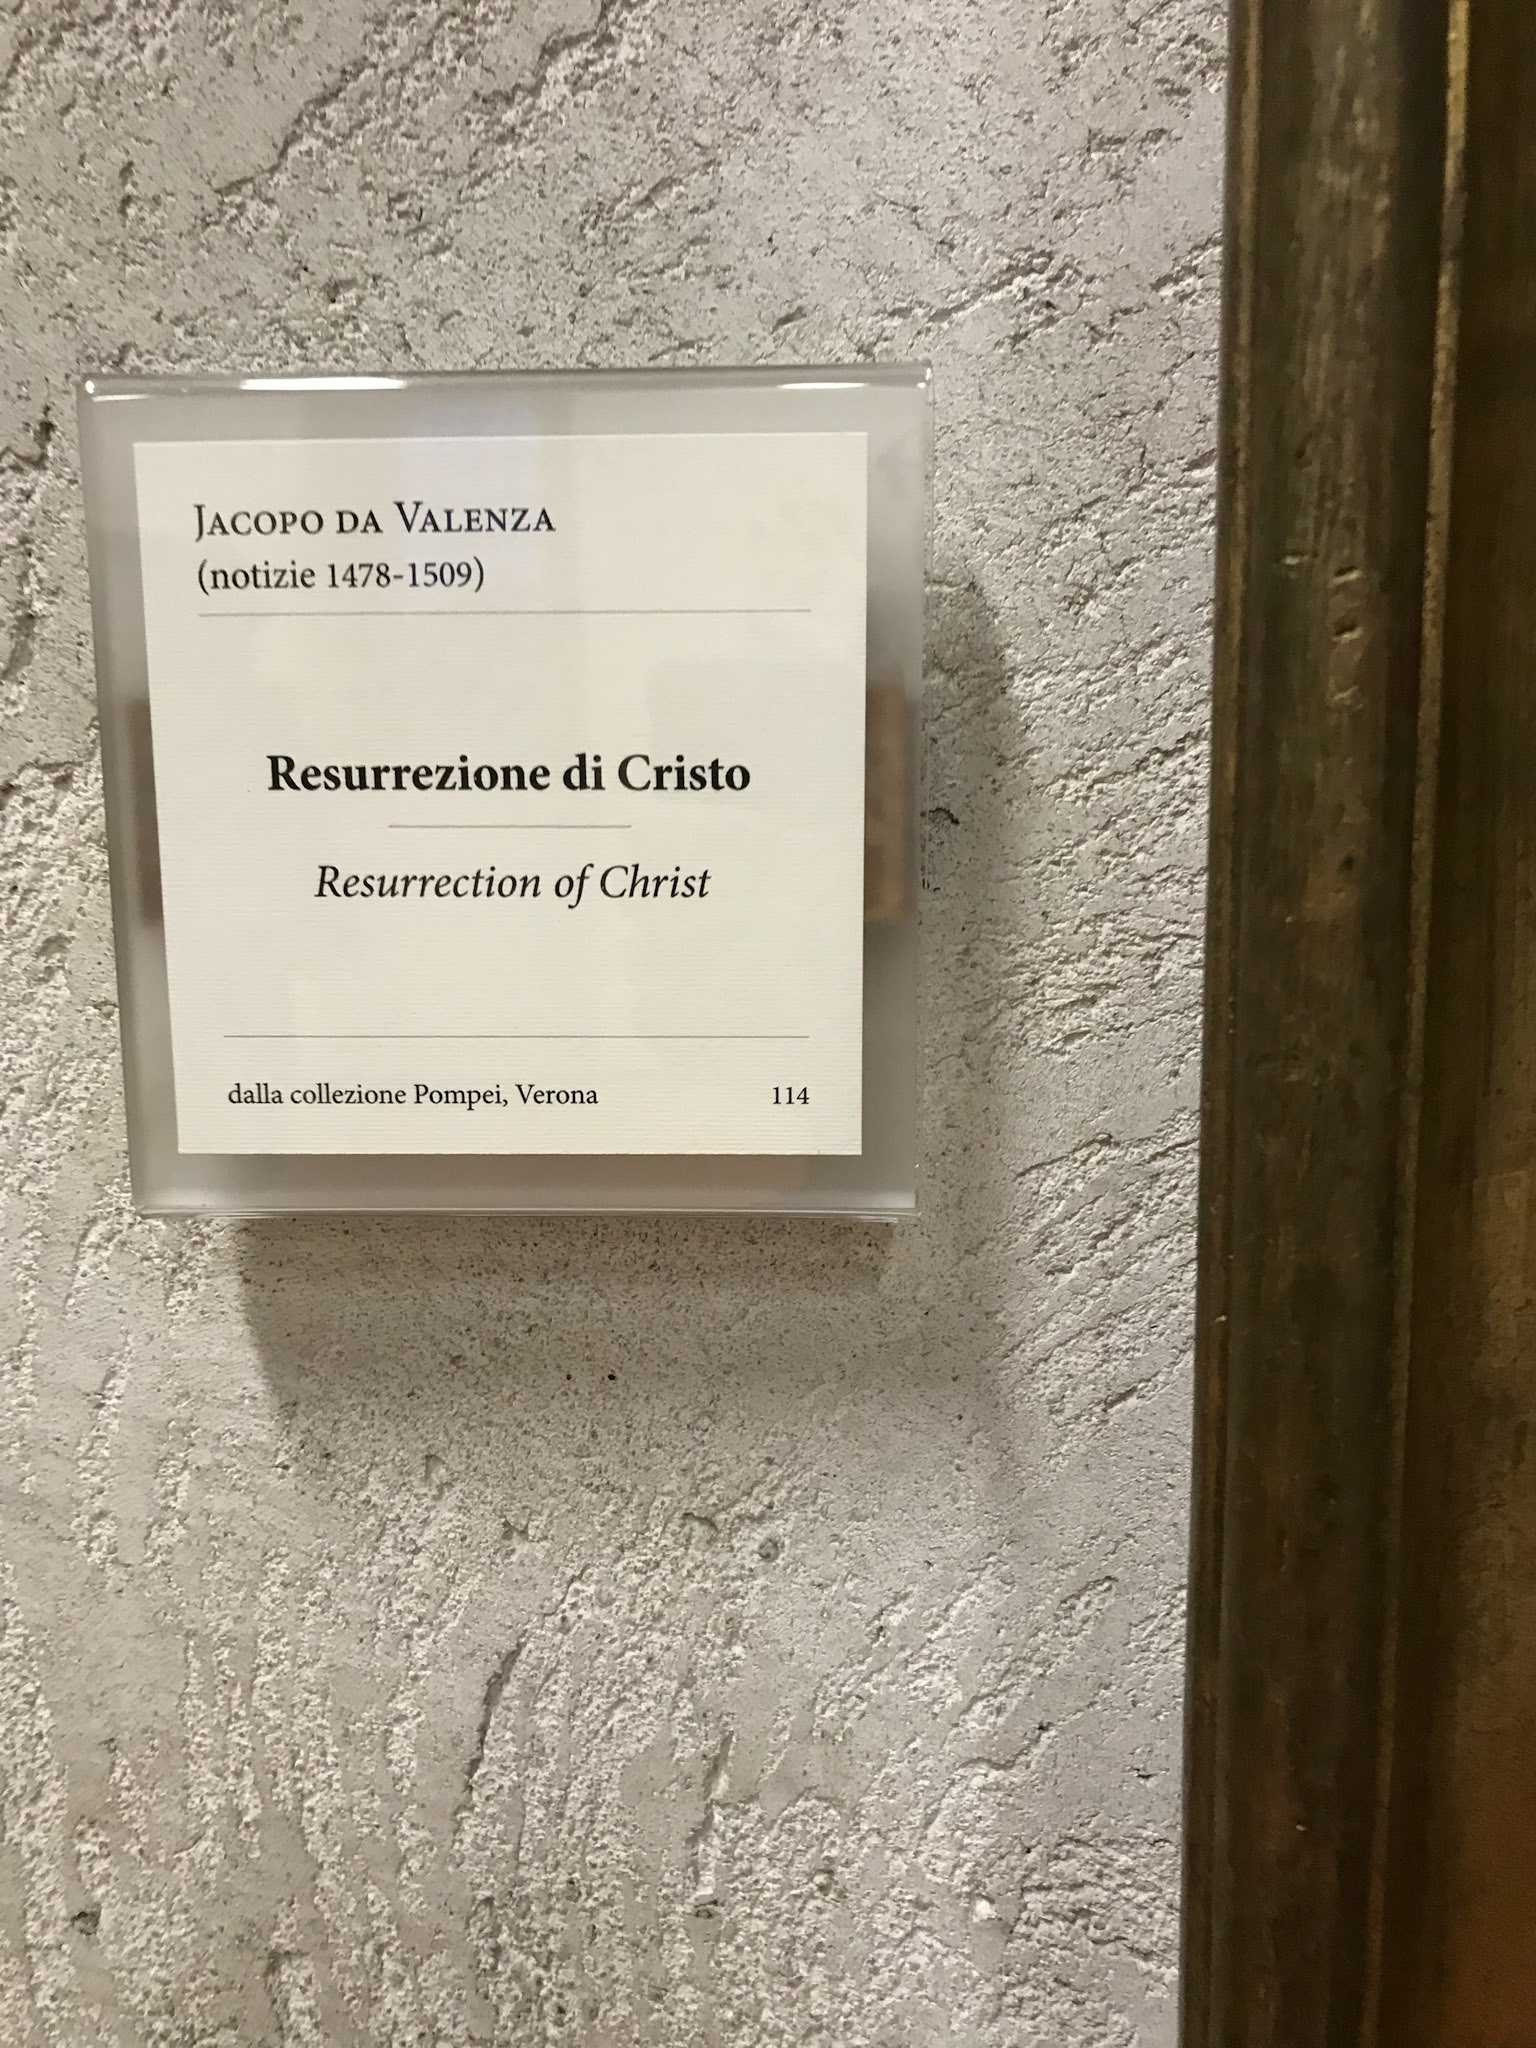 Jacopo da Valenza
(notizie 1478-1509)
Resurrezione di Cristo
Resurrection of Christ
dalla collezione Pompei, Verona 114